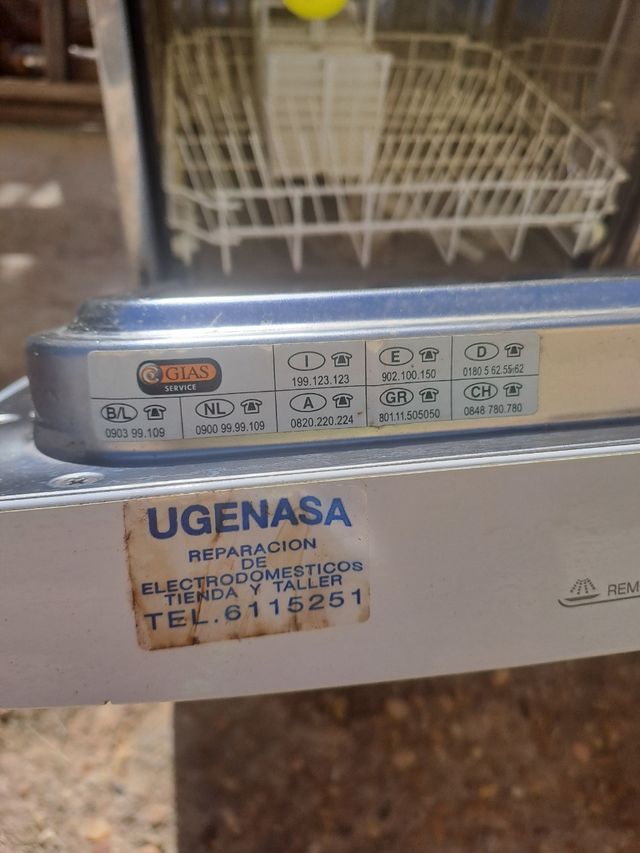 GIAS
SERVICE
I
199.123.123
E
902.100.150
D
0180 5 62.55.62
B/L
0903 99.109
NL
0900 99.99.109
A
0820.220.224
GR
801.11.505050
CH
0848 780.780
UGENASA
REPARACION
DE
ELECTRODOMESTICOS
TIENDA Y TALLER
TEL.6115251
REM